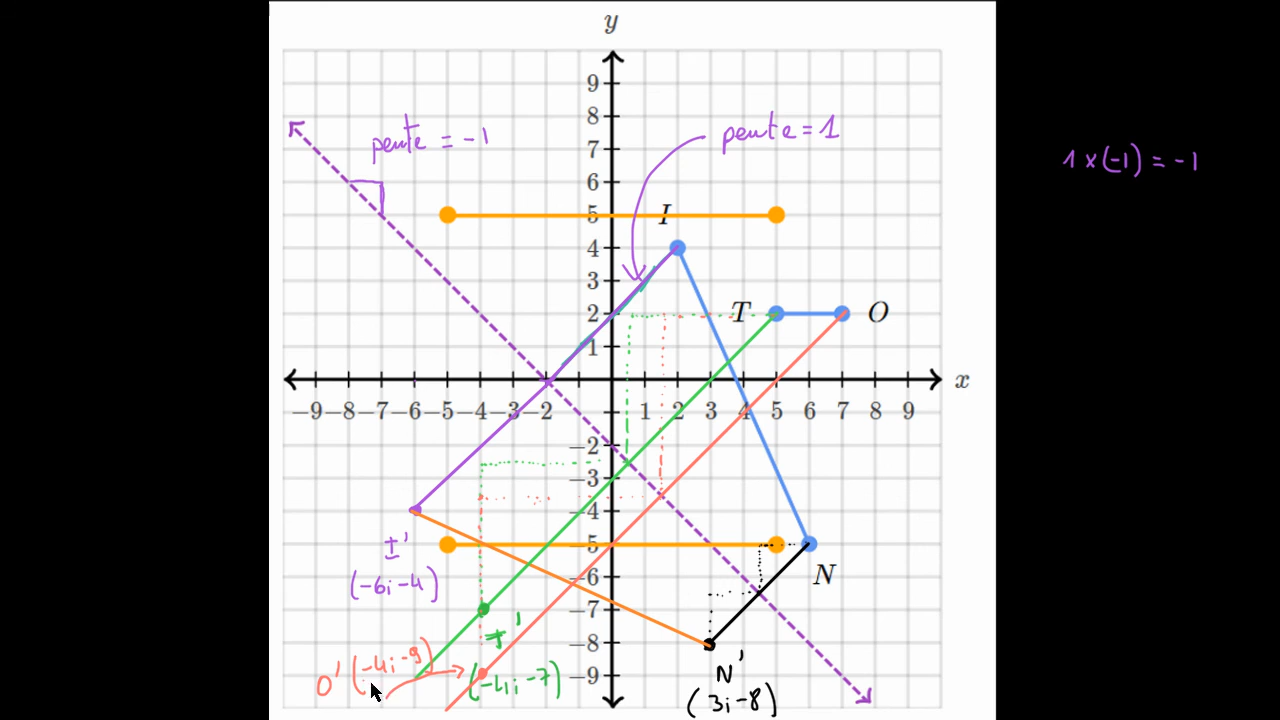 y
9
8
pente = -1
pente = 1
7
1 x (-1) = -1
6
5
I
4
3
2
T
O
1
x
-9 -8 -7 -6 -5 -4 -3 -2
1 2 3 4 5 6 7 8 9
-2
-3
-4
-5
I'
N
(-6; -4)
-6
-7
T'
-8
O' (-4; -9)
N'
-9
(-4; -7)
(3; -8)